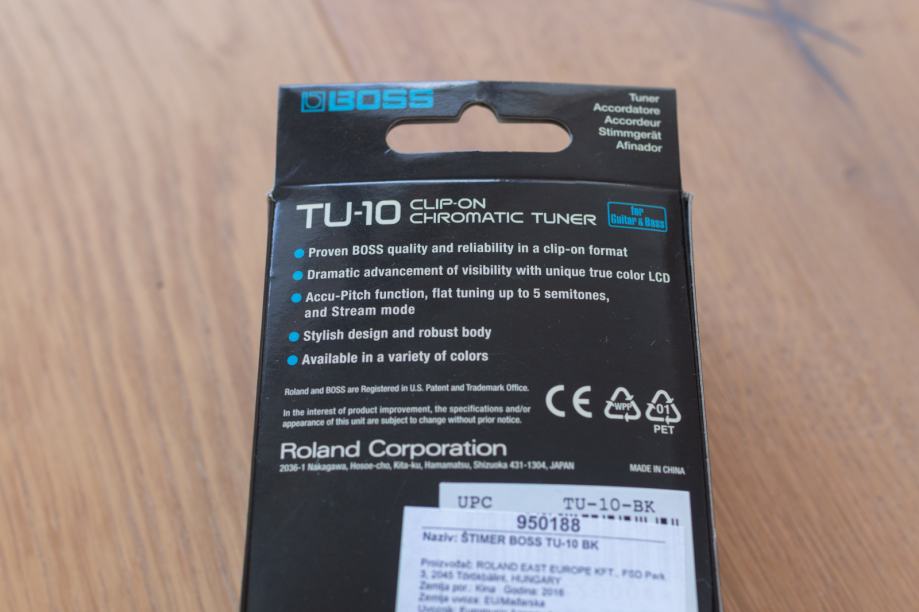 BOSS
Tuner
Accordatore
Accordeur
Stimmgerät
Afinador
TU-10 CLIP-ON
CHROMATIC TUNER
for
Guitar & Bass
Proven BOSS quality and reliability in a clip-on format
Dramatic advancement of visibility with unique true color LCD
Accu-Pitch function, flat tuning up to 5 semitones,
and Stream mode
Stylish design and robust body
Available in a variety of colors
Roland and BOSS are Registered in U.S. Patent and Trademark Office.
In the interest of product improvement, the specifications and/or
appearance of this unit are subject to change without prior notice.
CE
WPF
01
PET
Roland Corporation
2036-1 Nakagawa, Hosoe-cho, Kita-ku, Hamamatsu, Shizuoka 431-1304, JAPAN
MADE IN CHINA
UPC TU-10-BK
950188
Naziv: ŠTIMER BOSS TU-10 BK
Proizvođač: ROLAND EAST EUROPE KFT., FSD Park
3, 2045 Törökbálint, HUNGARY
Zemlja por.: Kina Godina: 2016
Zemlja uvoza: EU/Mađarska